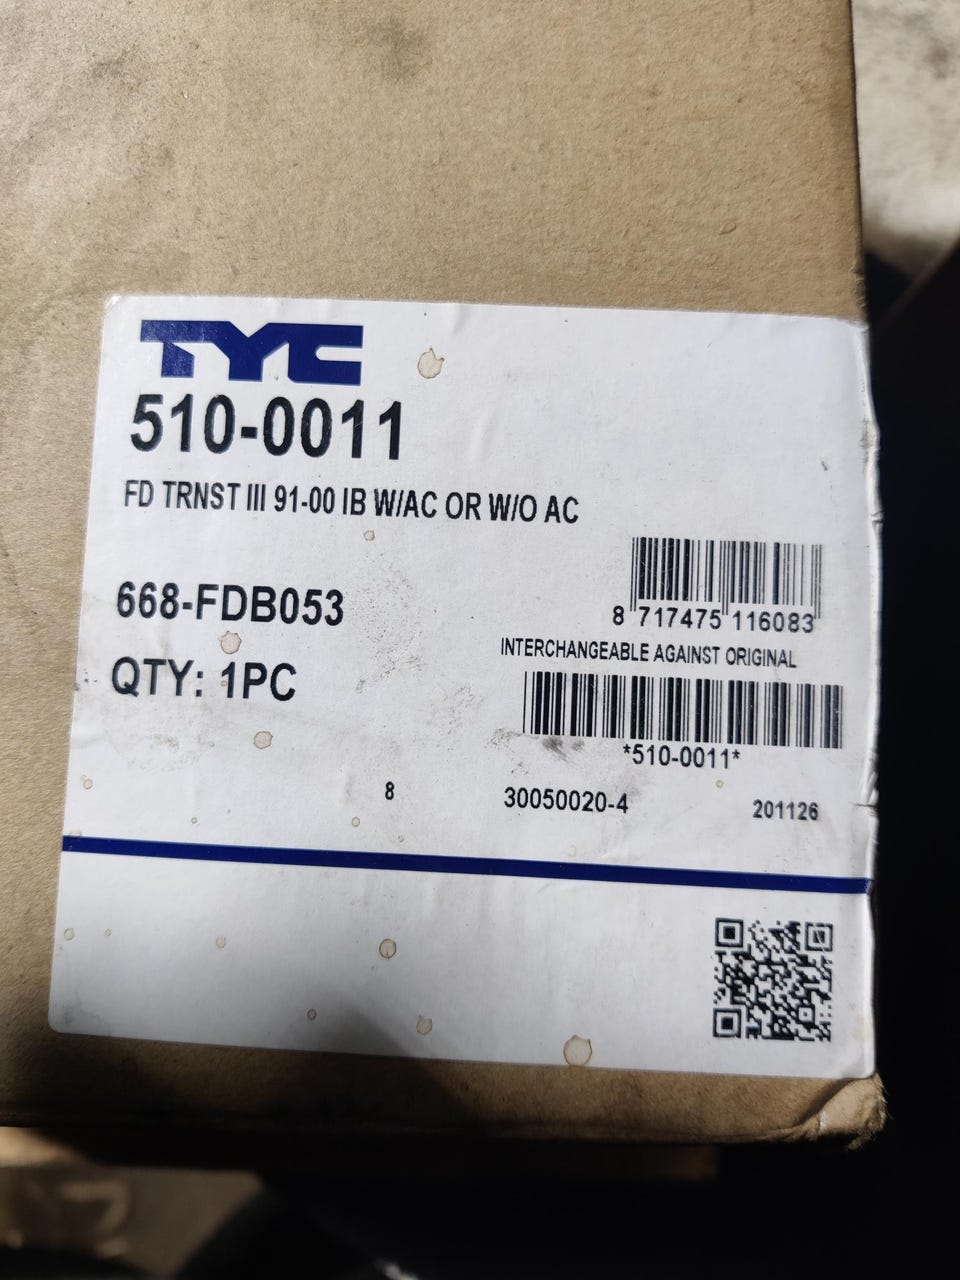 TYC
510-0011
FD TRNST III 91-00 IB W/AC OR W/O AC
668-FDB053
QTY: 1PC
8 717475 116083
INTERCHANGEABLE AGAINST ORIGINAL
*510-0011*
8 30050020-4 201126